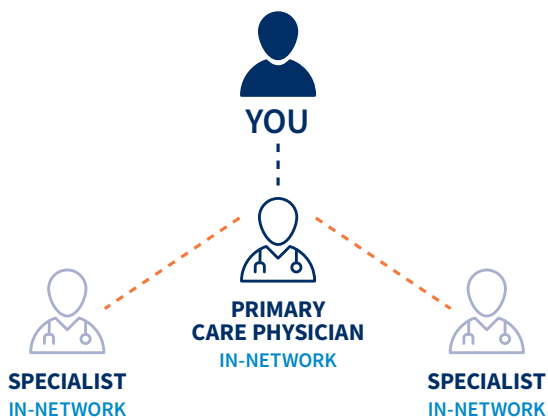 YOU
PRIMARY
CARE PHYSICIAN
IN-NETWORK
SPECIALIST
IN-NETWORK
SPECIALIST
IN-NETWORK